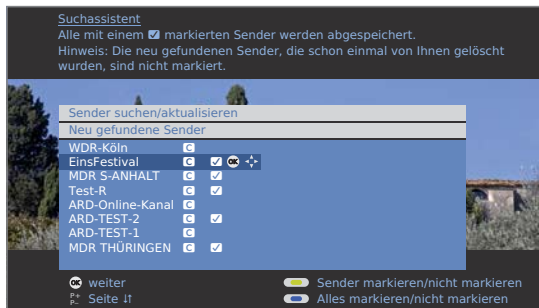 Suchassistent
Alle mit einem ☑ markierten Sender werden abgespeichert.
Hinweis: Die neu gefundenen Sender, die schon einmal von Ihnen gelöscht
wurden, sind nicht markiert.
Sender suchen/aktualisieren
Neu gefundene Sender
WDR-Köln C
EinsFestival C ☑ OK
MDR S-ANHALT C ☑
Test-R C ☑
ARD-Online-Kanal C
ARD-TEST-2 C ☑
ARD-TEST-1 C
MDR THÜRINGEN C ☑
OK weiter
P+ P– Seite ↓↑
Sender markieren/nicht markieren
Alles markieren/nicht markieren